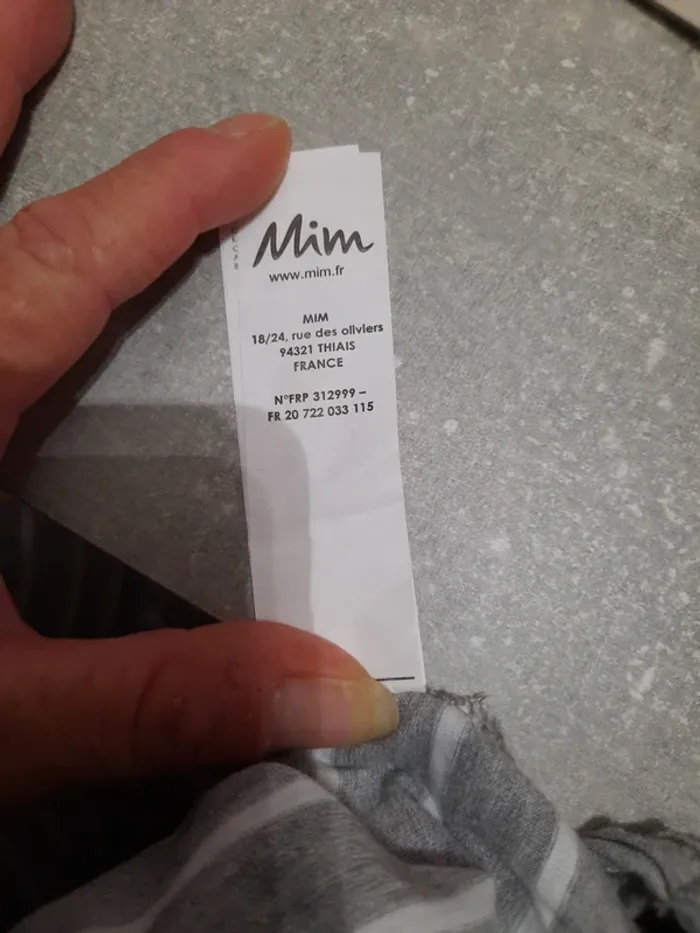 Mim
www.mim.fr
MIM
18/24, rue des oliviers
94321 THIAIS
FRANCE
N°FRP 312999 –
FR 20 722 033 115